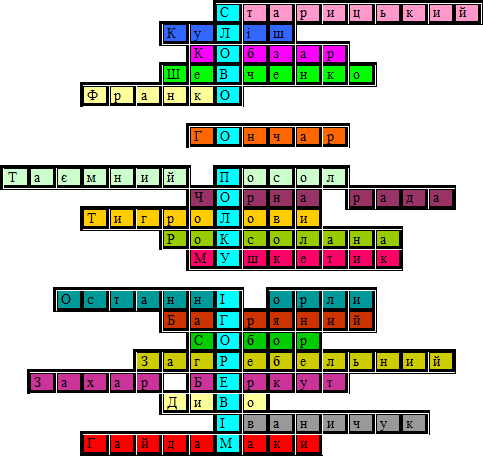 Старицький
КуЛіш
КОбзар
ШеВченко
ФранкО
ГОнчар
Таємний Посол
ЧОрна рада
ТигроЛови
РоКсолана
МУшкетик
ОстаннІ орли
БаГряний
СОбор
ЗагРебельний
Захар БЕркут
ДиВо
Іваничук
ГайдаМаки